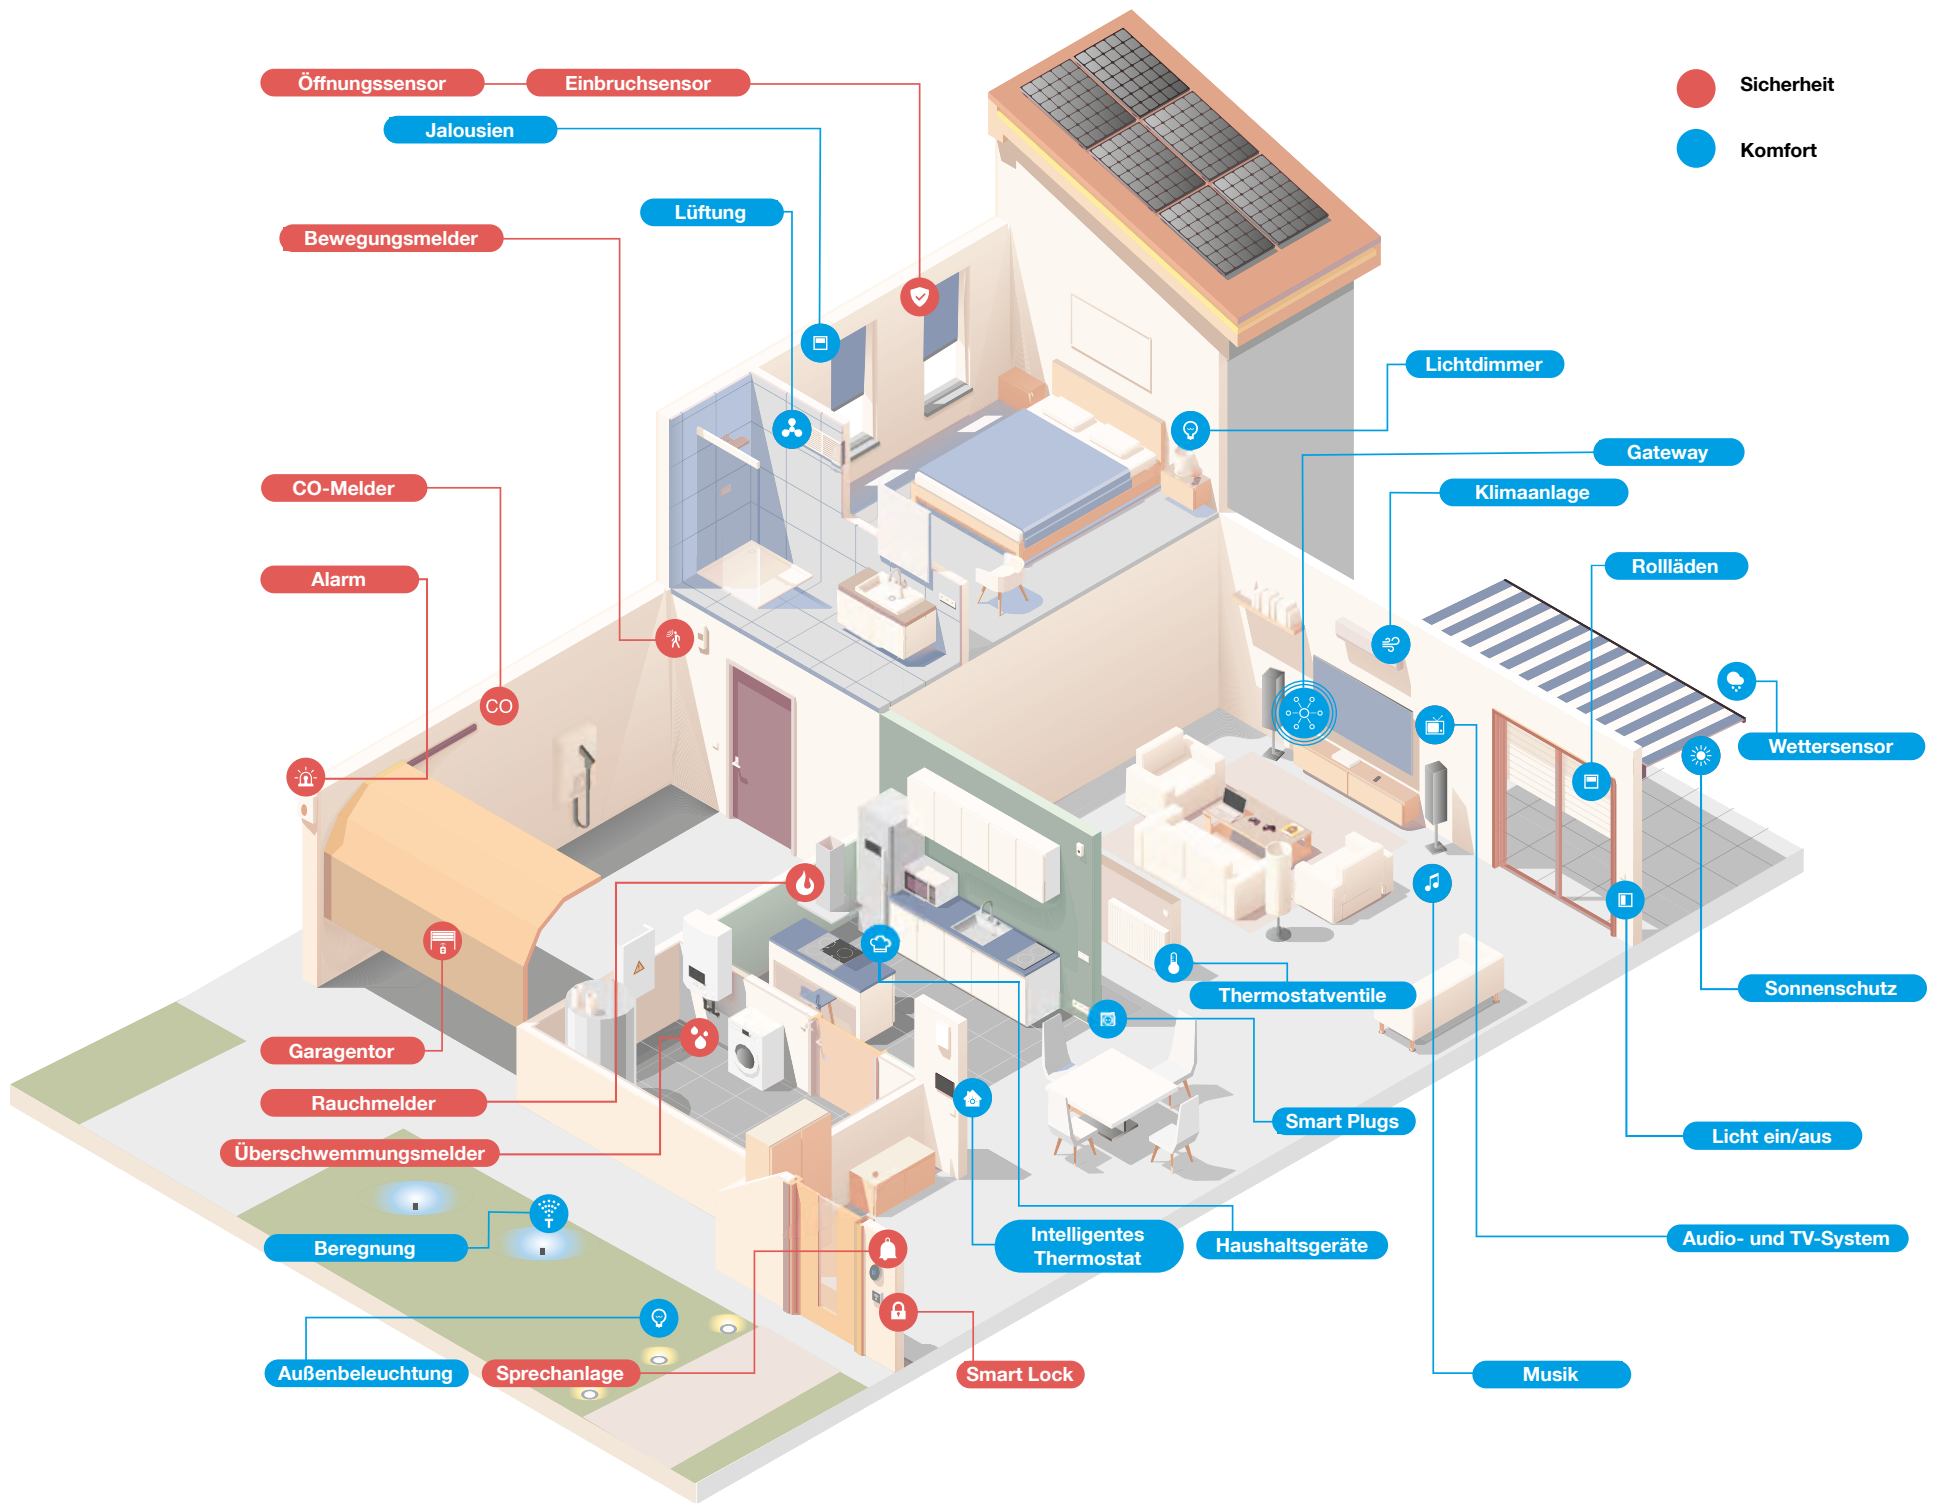 Öffnungssensor
Einbruchsensor
Sicherheit
Jalousien
Komfort
Lüftung
Bewegungsmelder
Lichtdimmer
Gateway
CO-Melder
Klimaanlage
Rollläden
Alarm
CO
Wettersensor
Sonnenschutz
Thermostatventile
Garagentor
Rauchmelder
Smart Plugs
Licht ein/aus
Überschwemmungsmelder
Beregnung
Intelligentes
Thermostat
Haushaltsgeräte
Audio- und TV-System
Außenbeleuchtung
Sprechanlage
Smart Lock
Musik